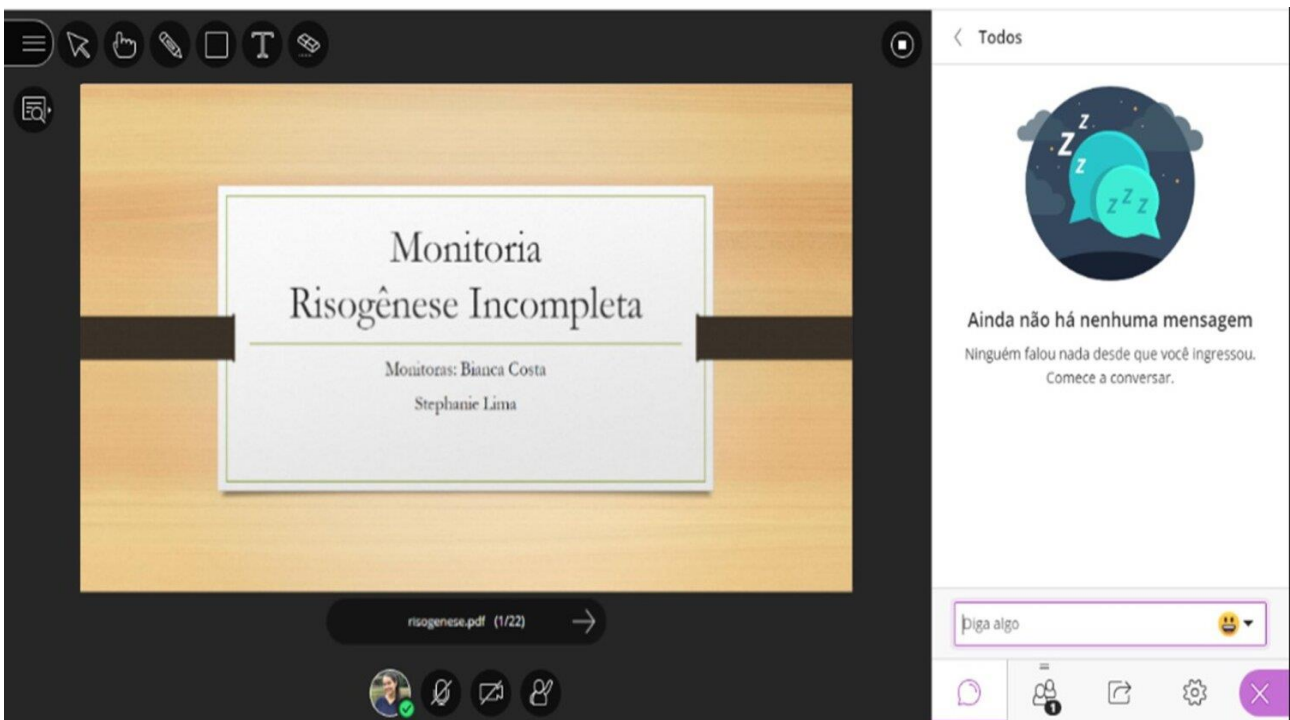 Todos
Monitoria
Risogênese Incompleta
Monitoras: Bianca Costa
Stephanie Lima
risogenese.pdf (1/22)
Z
Z
Z
Z
Z
Z
Z
Ainda não há nenhuma mensagem
Ninguém falou nada desde que você ingressou.
Comece a conversar.
Diga algo
1